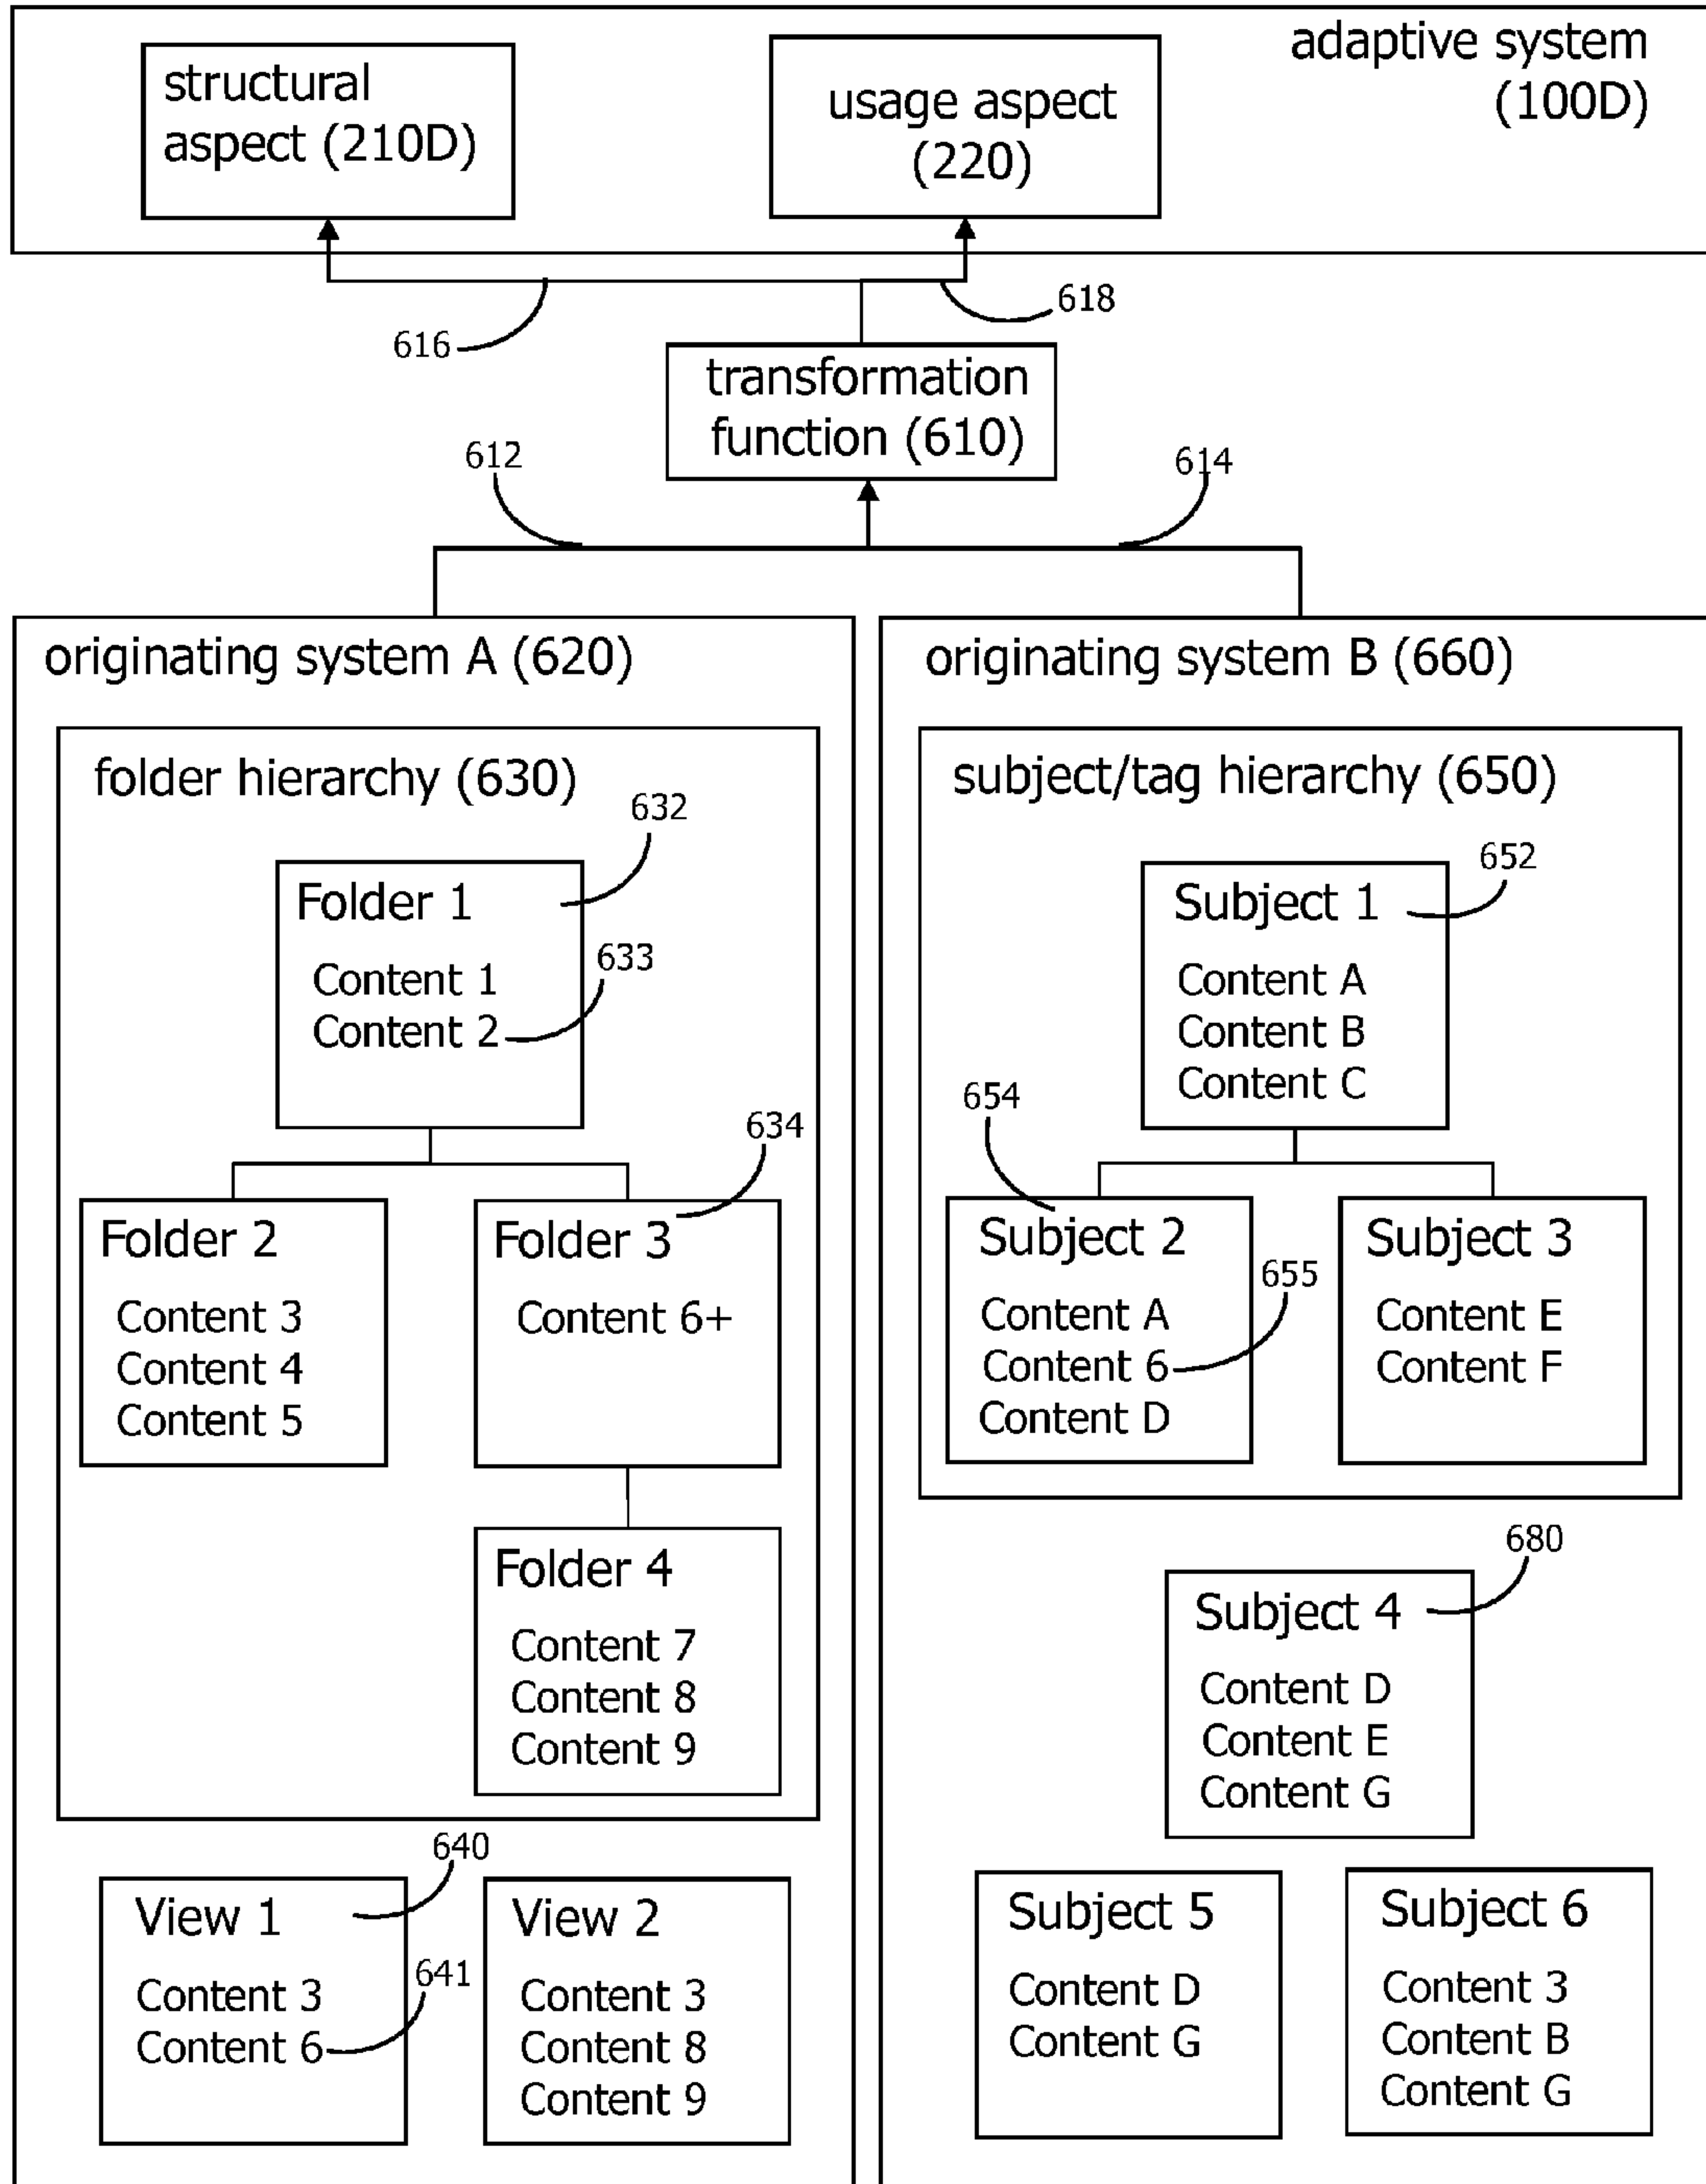 structural
aspect (210D)
usage aspect
(220)
adaptive system
(100D)
616
618
transformation
function (610)
612
614
originating system A (620)
folder hierarchy (630)
632
Folder 1
633
Content 1
Content 2
634
Folder 2
Content 3
Content 4
Content 5
Folder 3
Content 6+
Folder 4
Content 7
Content 8
Content 9
640
View 1
641
Content 3
Content 6
View 2
Content 3
Content 8
Content 9
originating system B (660)
subject/tag hierarchy (650)
652
Subject 1
Content A
Content B
Content C
654
Subject 2
655
Content A
Content 6
Content D
Subject 3
Content E
Content F
680
Subject 4
Content D
Content E
Content G
Subject 5
Content D
Content G
Subject 6
Content 3
Content B
Content G